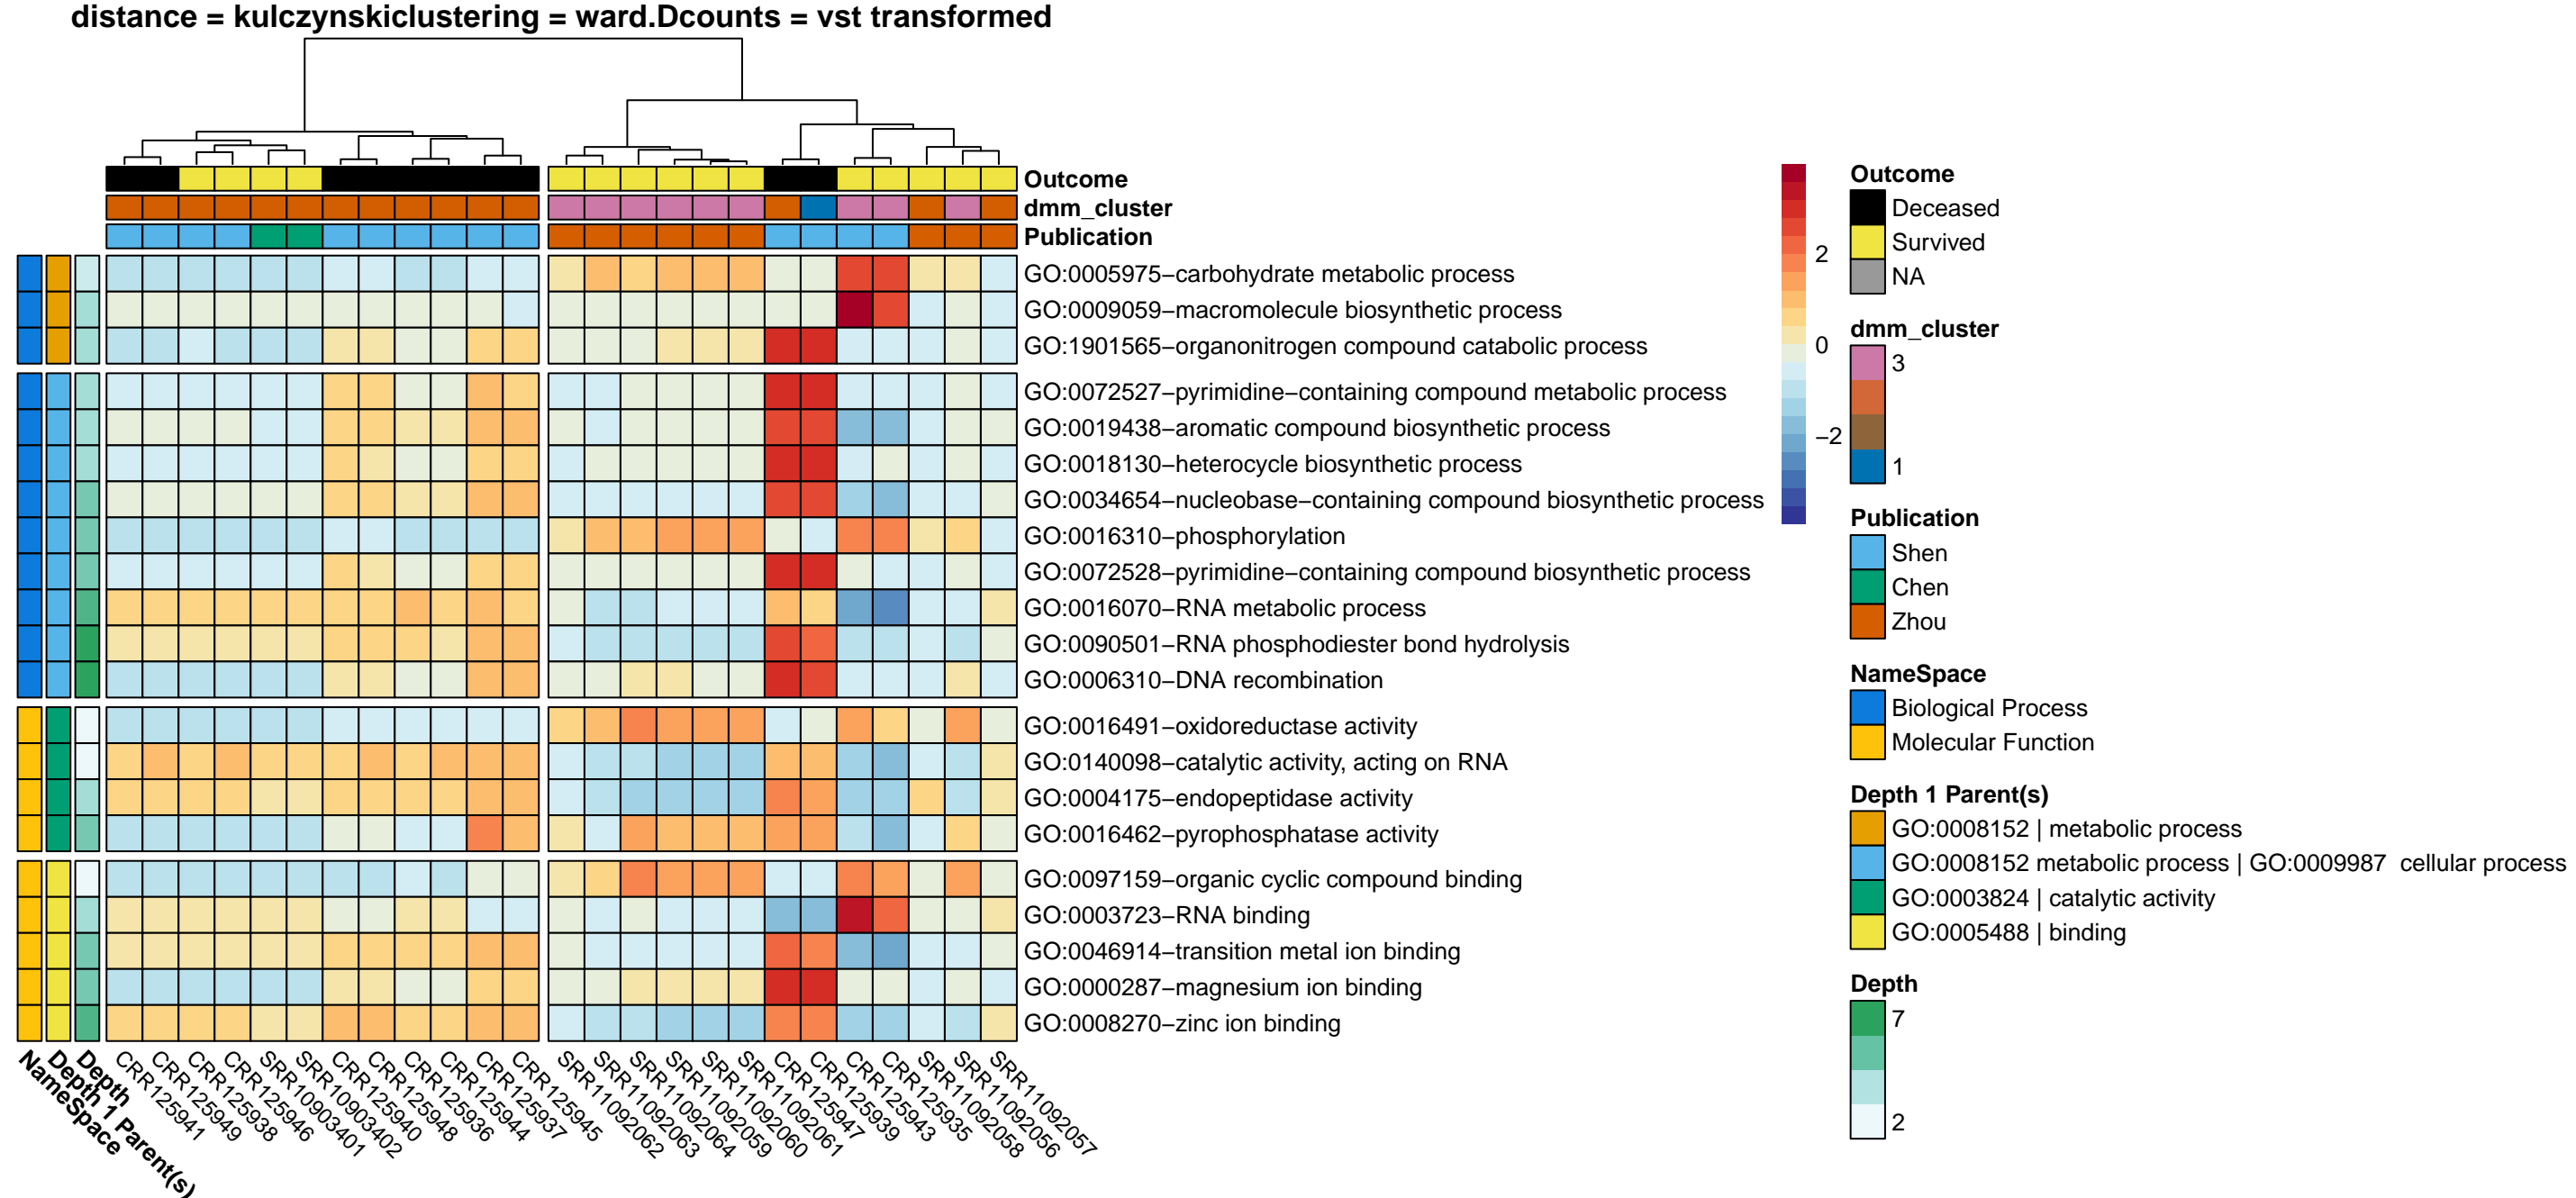 distance = kulczynskiclustering = ward.Dcounts = vst transformed
Outcome
dmm_cluster
Publication
GO:0005975−carbohydrate metabolic process
GO:0009059−macromolecule biosynthetic process
GO:1901565−organonitrogen compound catabolic process
GO:0072527−pyrimidine−containing compound metabolic process
GO:0019438−aromatic compound biosynthetic process
GO:0018130−heterocycle biosynthetic process
GO:0034654−nucleobase−containing compound biosynthetic process
GO:0016310−phosphorylation
GO:0072528−pyrimidine−containing compound biosynthetic process
GO:0016070−RNA metabolic process
GO:0090501−RNA phosphodiester bond hydrolysis
GO:0006310−DNA recombination
GO:0016491−oxidoreductase activity
GO:0140098−catalytic activity, acting on RNA
GO:0004175−endopeptidase activity
GO:0016462−pyrophosphatase activity
GO:0097159−organic cyclic compound binding
GO:0003723−RNA binding
GO:0046914−transition metal ion binding
GO:0000287−magnesium ion binding
GO:0008270−zinc ion binding
NameSpace
Depth 1 Parent(s)
Depth
CRR125941
CRR125949
CRR125938
CRR125946
SRR10903401
SRR10903402
CRR125940
CRR125948
CRR125936
CRR125944
CRR125937
CRR125945
SRR11092062
SRR11092063
SRR11092064
SRR11092059
SRR11092060
SRR11092061
CRR125947
CRR125939
CRR125943
CRR125935
SRR11092058
SRR11092056
SRR11092057
2
0
−2
Outcome
Deceased
Survived
NA
dmm_cluster
3
1
Publication
Shen
Chen
Zhou
NameSpace
Biological Process
Molecular Function
Depth 1 Parent(s)
GO:0008152 | metabolic process
GO:0008152 metabolic process | GO:0009987  cellular process
GO:0003824 | catalytic activity
GO:0005488 | binding
Depth
7
2